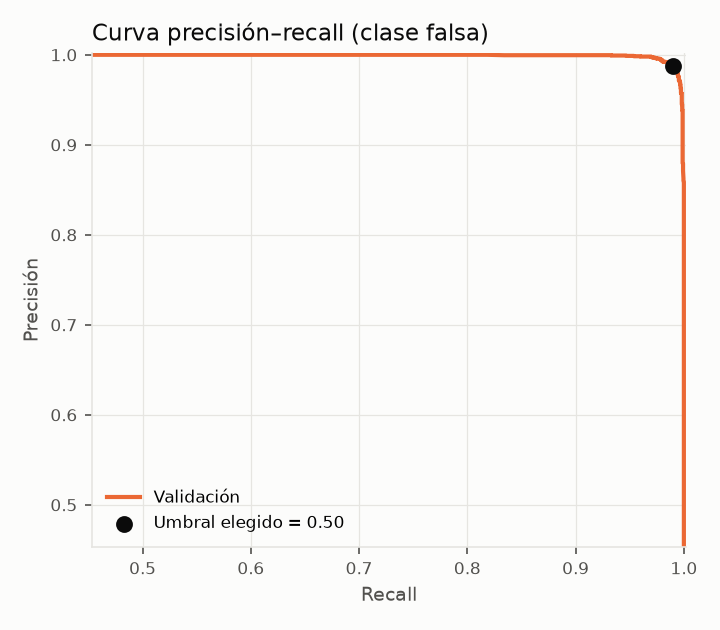 Curva precisión–recall (clase falsa)
1.0
0.9
0.8
0.7
0.6
0.5
Precisión
Validación
Umbral elegido = 0.50
0.5 0.6 0.7 0.8 0.9 1.0
Recall